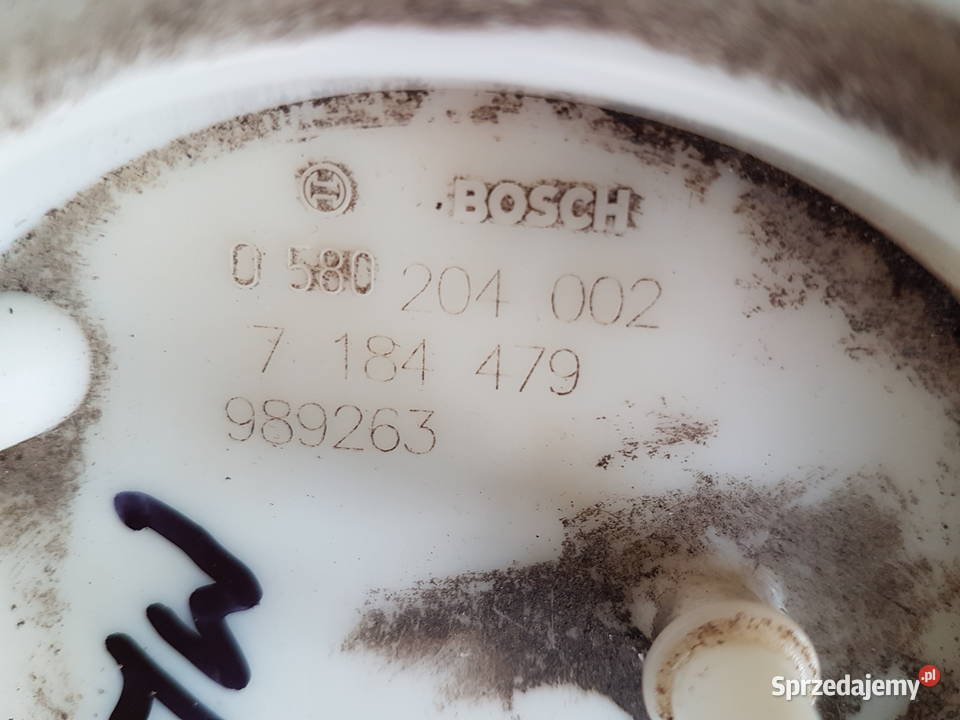 BOSCH
0 580 204 002
7 184 479
989263
Sprzedajemy.pl